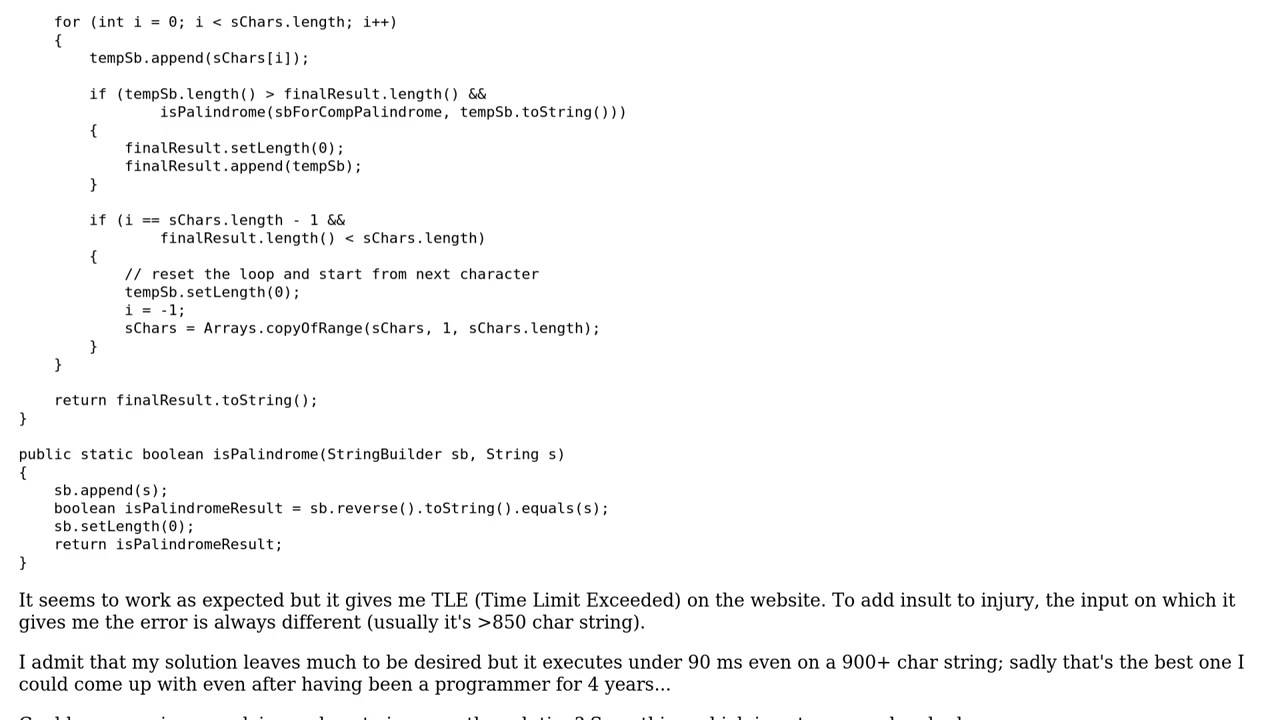 for (int i = 0; i < sChars.length; i++)
{
tempSb.append(sChars[i]);
if (tempSb.length() > finalResult.length() &&
isPalindrome(sbForCompPalindrome, tempSb.toString()))
{
finalResult.setLength(0);
finalResult.append(tempSb);
}
if (i == sChars.length - 1 &&
finalResult.length() < sChars.length)
{
// reset the loop and start from next character
tempSb.setLength(0);
i = -1;
sChars = Arrays.copyOfRange(sChars, 1, sChars.length);
}
}
return finalResult.toString();
}
public static boolean isPalindrome(StringBuilder sb, String s)
{
sb.append(s);
boolean isPalindromeResult = sb.reverse().toString().equals(s);
sb.setLength(0);
return isPalindromeResult;
}
It seems to work as expected but it gives me TLE (Time Limit Exceeded) on the website. To add insult to injury, the input on which it
gives me the error is always different (usually it's >850 char string).
I admit that my solution leaves much to be desired but it executes under 90 ms even on a 900+ char string; sadly that's the best one I
could come up with even after having been a programmer for 4 years...